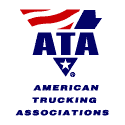 ATA
®
AMERICAN
TRUCKING
ASSOCIATIONS